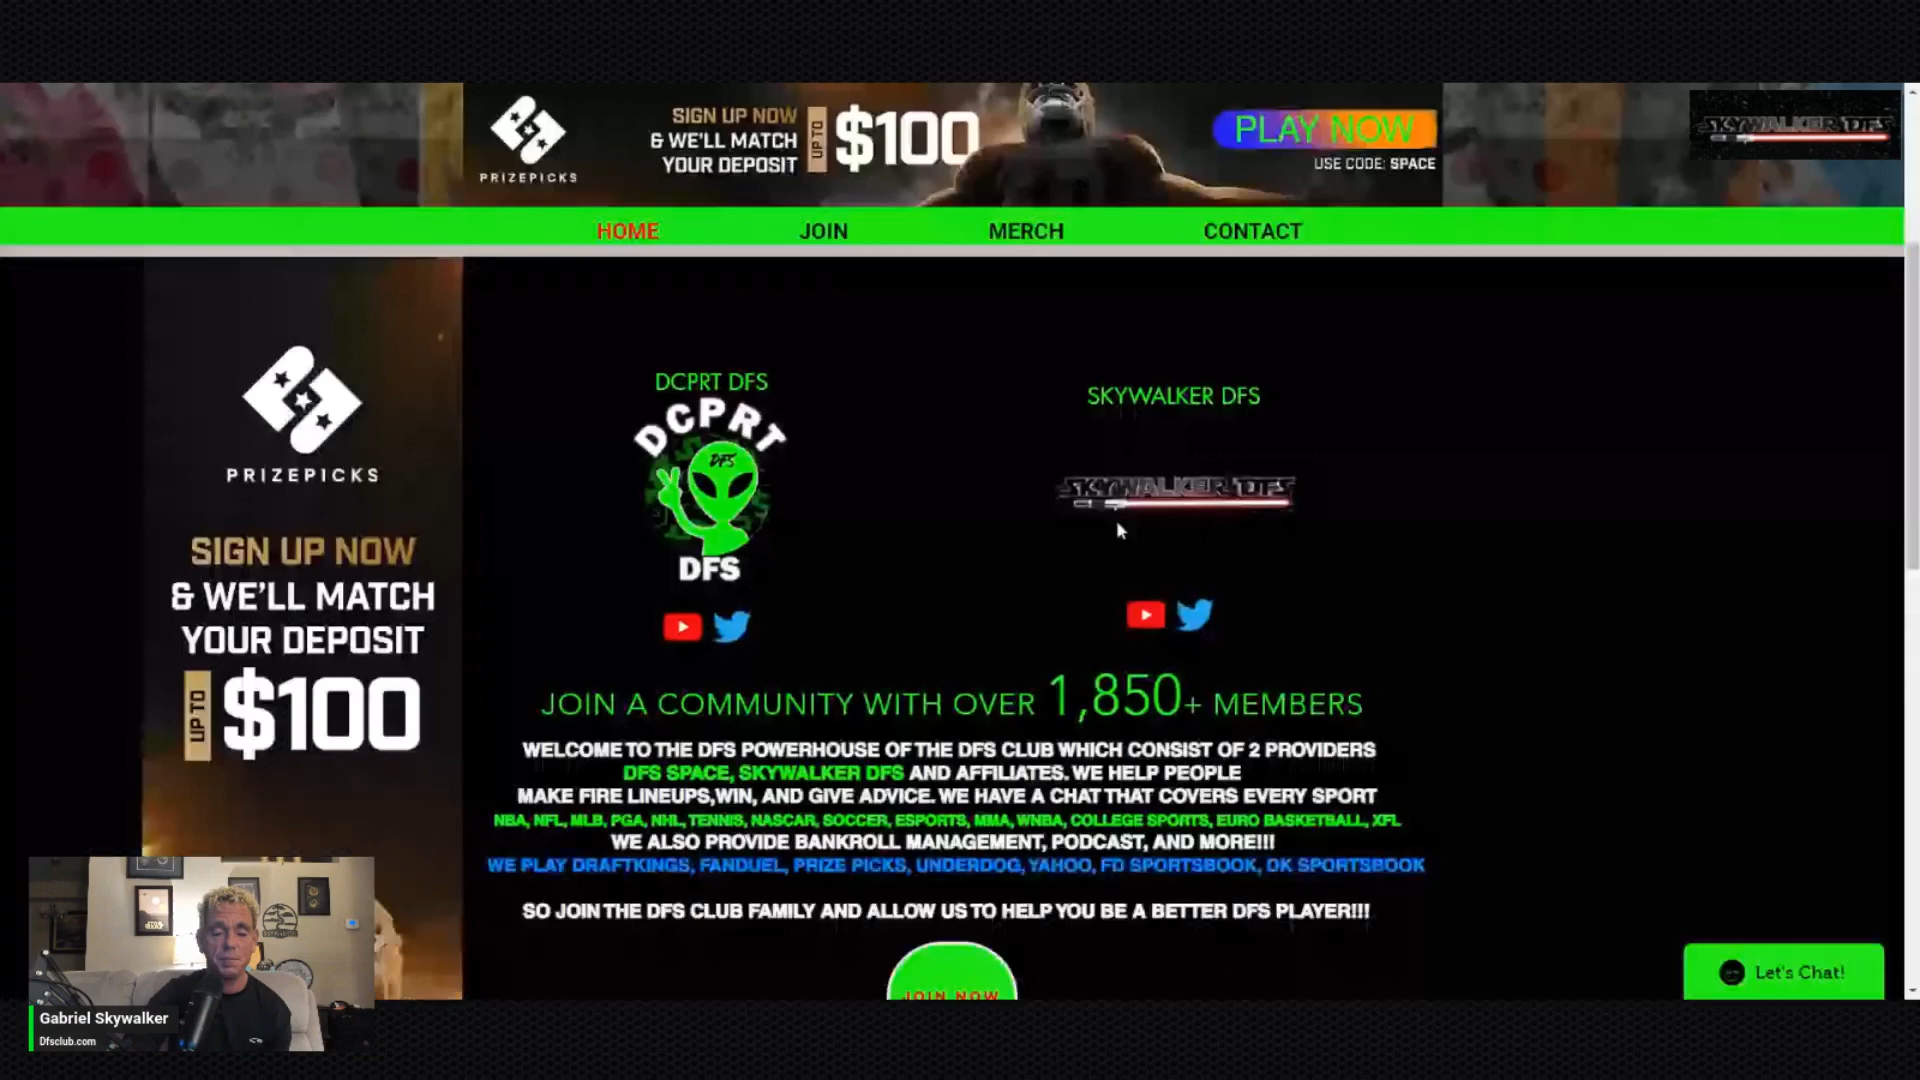 PRIZEPICKS
SIGN UP NOW
& WE'LL MATCH
YOUR DEPOSIT
UP TO
$100
PLAY NOW
USE CODE: SPACE
SKYWALKER DFS
HOME
JOIN
MERCH
CONTACT
PRIZEPICKS
SIGN UP NOW
& WE'LL MATCH
YOUR DEPOSIT
UP TO
$100
DCPRT DFS
DCPRT
DFS
DFS
SKYWALKER DFS
SKYWALKER DFS
JOIN A COMMUNITY WITH OVER 1,850+ MEMBERS
WELCOME TO THE DFS POWERHOUSE OF THE DFS CLUB WHICH CONSIST OF 2 PROVIDERS
DFS SPACE, SKYWALKER DFS AND AFFILIATES. WE HELP PEOPLE
MAKE FIRE LINEUPS,WIN, AND GIVE ADVICE. WE HAVE A CHAT THAT COVERS EVERY SPORT
NBA, NFL, MLB, PGA, NHL, TENNIS, NASCAR, SOCCER, ESPORTS, MMA, WNBA, COLLEGE SPORTS, EURO BASKETBALL, XFL
WE ALSO PROVIDE BANKROLL MANAGEMENT, PODCAST, AND MORE!!!
WE PLAY DRAFTKINGS, FANDUEL, PRIZE PICKS, UNDERDOG, YAHOO, FD SPORTSBOOK, DK SPORTSBOOK
SO JOIN THE DFS CLUB FAMILY AND ALLOW US TO HELP YOU BE A BETTER DFS PLAYER!!!
JOIN NOW
Let's Chat!
Gabriel Skywalker
Dfsclub.com